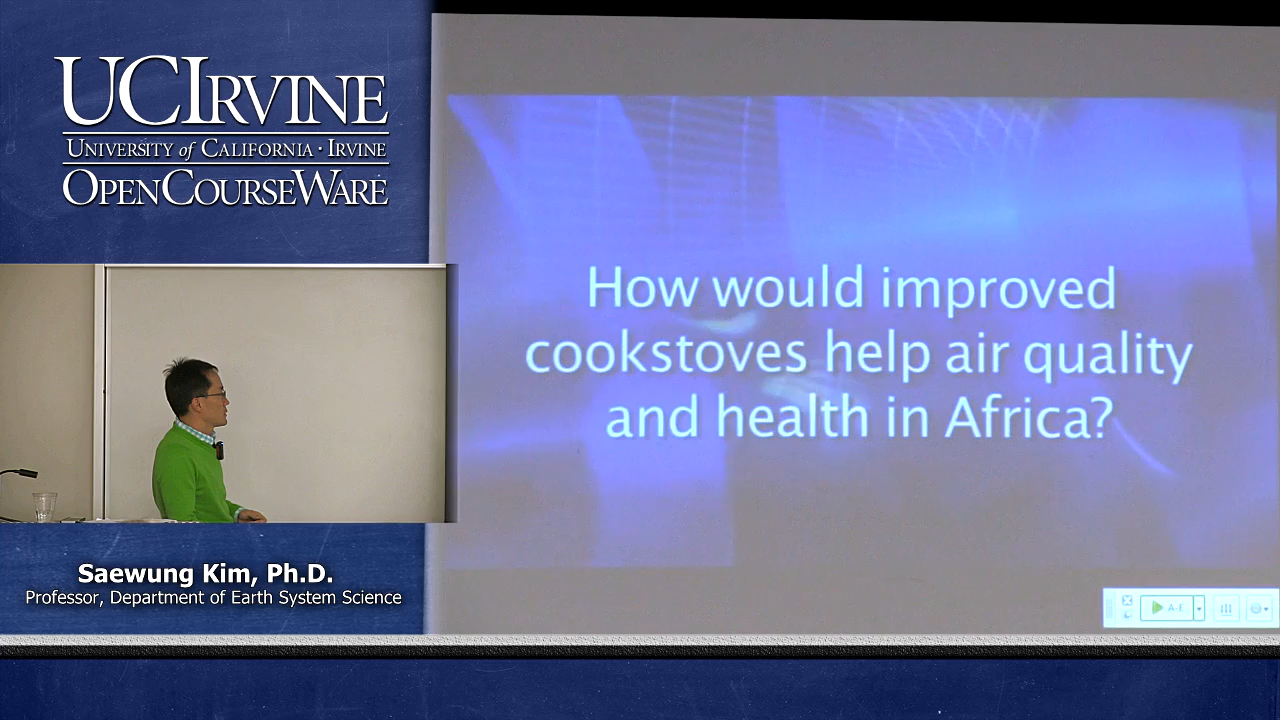 UCIRVINE
UNIVERSITY of CALIFORNIA · IRVINE
OPENCOURSEWARE
How would improved
cookstoves help air quality
and health in Africa?
Saewung Kim, Ph.D.
Professor, Department of Earth System Science
A-E